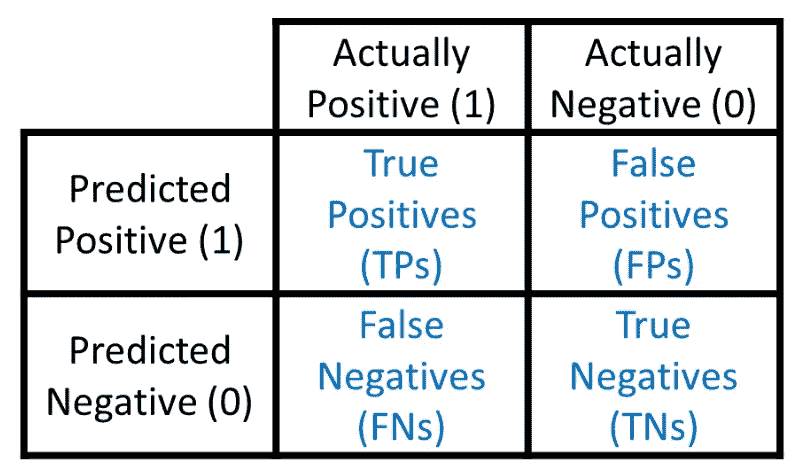 Actually
Positive (1)
Actually
Negative (0)
Predicted
Positive (1)
True
Positives
(TPs)
False
Positives
(FPs)
Predicted
Negative (0)
False
Negatives
(FNs)
True
Negatives
(TNs)